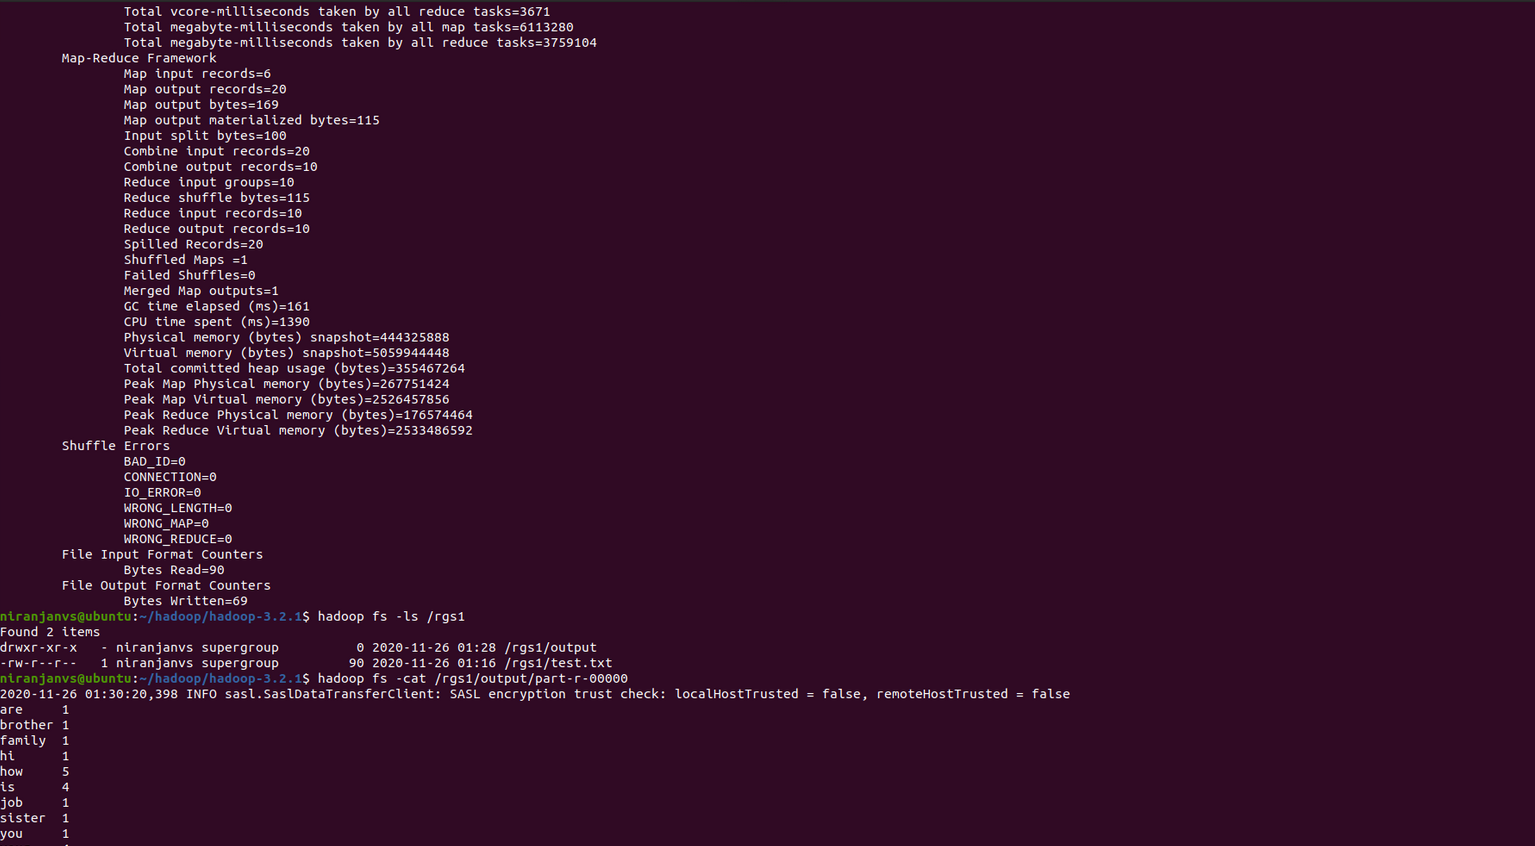 Total vcore-milliseconds taken by all reduce tasks=3671
Total megabyte-milliseconds taken by all map tasks=6113280
Total megabyte-milliseconds taken by all reduce tasks=3759104
Map-Reduce Framework
Map input records=6
Map output records=20
Map output bytes=169
Map output materialized bytes=115
Input split bytes=100
Combine input records=20
Combine output records=10
Reduce input groups=10
Reduce shuffle bytes=115
Reduce input records=10
Reduce output records=10
Spilled Records=20
Shuffled Maps =1
Failed Shuffles=0
Merged Map outputs=1
GC time elapsed (ms)=161
CPU time spent (ms)=1390
Physical memory (bytes) snapshot=444325888
Virtual memory (bytes) snapshot=5059944448
Total committed heap usage (bytes)=355467264
Peak Map Physical memory (bytes)=267751424
Peak Map Virtual memory (bytes)=2526457856
Peak Reduce Physical memory (bytes)=176574464
Peak Reduce Virtual memory (bytes)=2533486592
Shuffle Errors
BAD_ID=0
CONNECTION=0
IO_ERROR=0
WRONG_LENGTH=0
WRONG_MAP=0
WRONG_REDUCE=0
File Input Format Counters
Bytes Read=90
File Output Format Counters
Bytes Written=69
niranjanvs@ubuntu:~/hadoop/hadoop-3.2.1$ hadoop fs -ls /rgs1
Found 2 items
drwxr-xr-x   - niranjanvs supergroup          0 2020-11-26 01:28 /rgs1/output
-rw-r--r--   1 niranjanvs supergroup         90 2020-11-26 01:16 /rgs1/test.txt
niranjanvs@ubuntu:~/hadoop/hadoop-3.2.1$ hadoop fs -cat /rgs1/output/part-r-00000
2020-11-26 01:30:20,398 INFO sasl.SaslDataTransferClient: SASL encryption trust check: localHostTrusted = false, remoteHostTrusted = false
are     1
brother 1
family  1
hi      1
how     5
is      4
job     1
sister  1
you     1